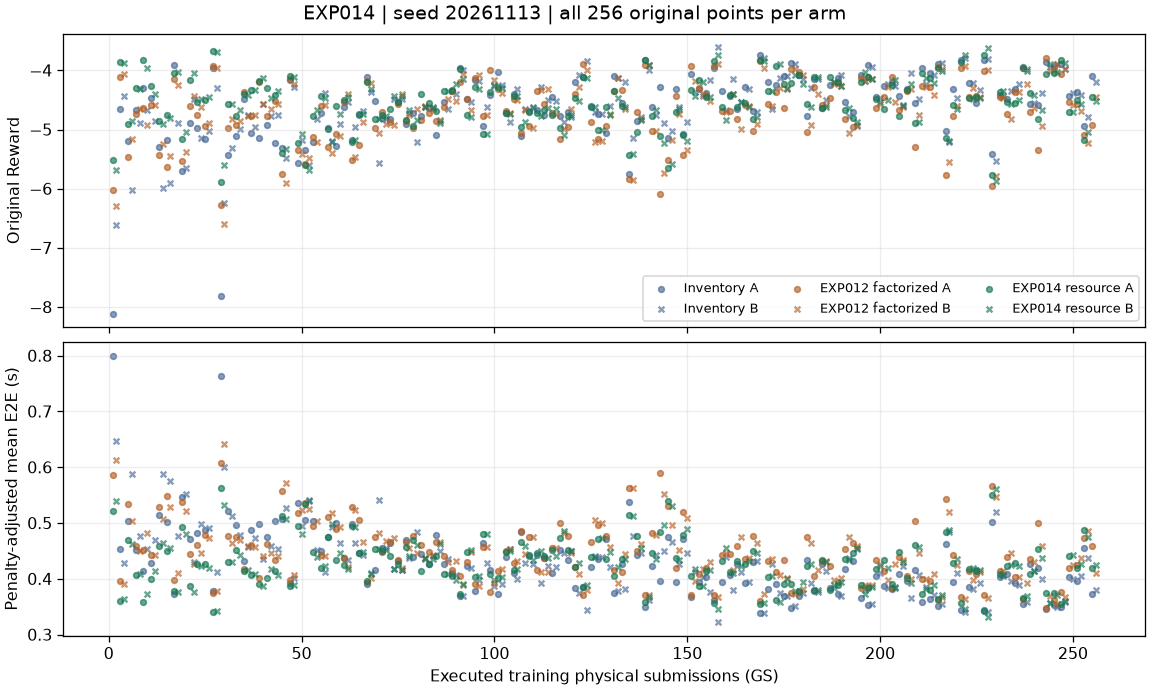 EXP014 | seed 20261113 | all 256 original points per arm
Original Reward
−4
−5
−6
−7
−8
Inventory A
Inventory B
EXP012 factorized A
EXP012 factorized B
EXP014 resource A
EXP014 resource B
Penalty-adjusted mean E2E (s)
0.8
0.7
0.6
0.5
0.4
0.3
0
50
100
150
200
250
Executed training physical submissions (GS)